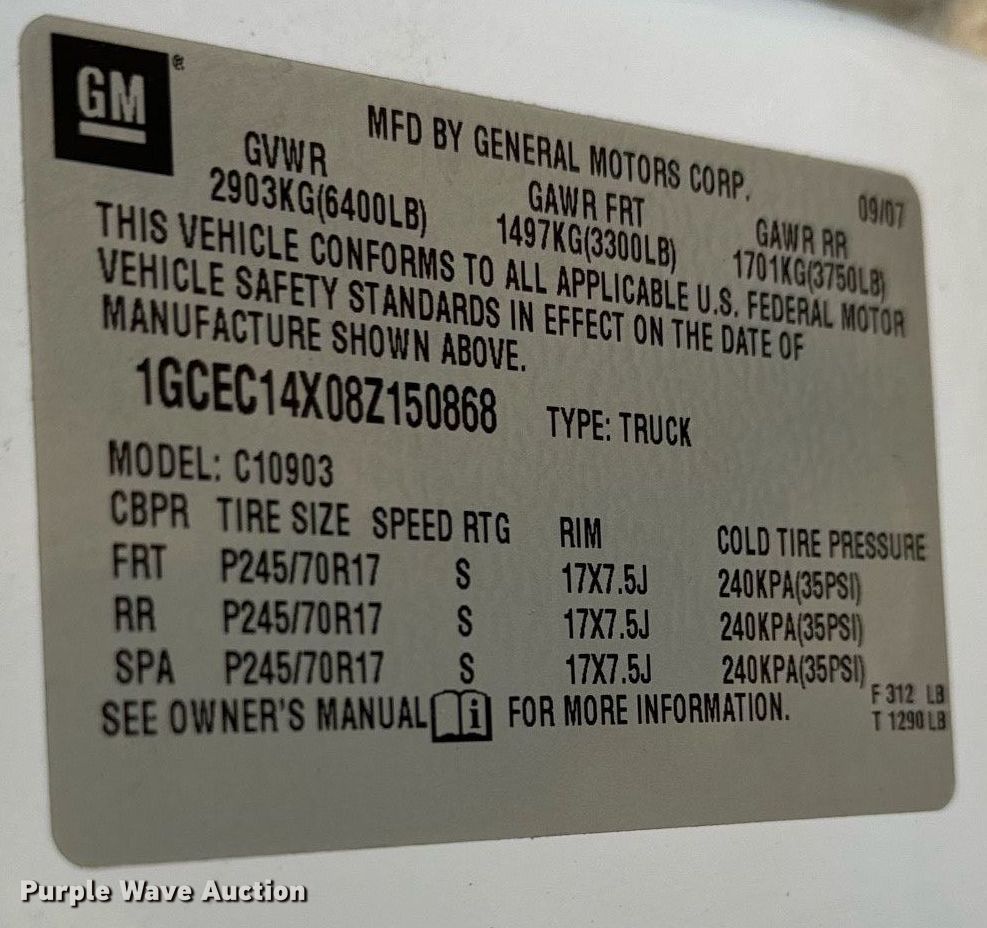 GM®
MFD BY GENERAL MOTORS CORP.
09/07
GVWR GAWR FRT GAWR RR
2903KG(6400LB) 1497KG(3300LB) 1701KG(3750LB)
THIS VEHICLE CONFORMS TO ALL APPLICABLE U.S. FEDERAL MOTOR
VEHICLE SAFETY STANDARDS IN EFFECT ON THE DATE OF
MANUFACTURE SHOWN ABOVE.
1GCEC14X08Z150868 TYPE: TRUCK
MODEL: C10903
CBPR TIRE SIZE SPEED RTG RIM COLD TIRE PRESSURE
FRT P245/70R17 S 17X7.5J 240KPA(35PSI)
RR P245/70R17 S 17X7.5J 240KPA(35PSI)
SPA P245/70R17 S 17X7.5J 240KPA(35PSI)
SEE OWNER'S MANUAL i FOR MORE INFORMATION.
F 312 LB
T 1290 LB
Purple Wave Auction